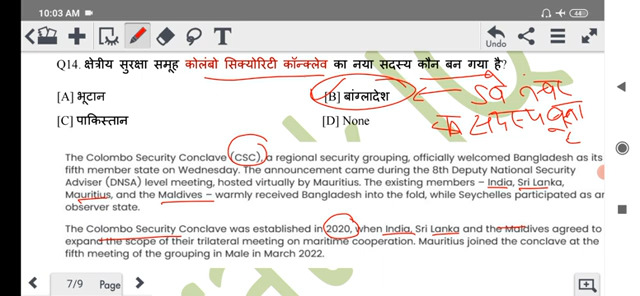 10:03 AM
44
Undo
Q14. क्षेत्रीय सुरक्षा समूह कोलंबो सिक्योरिटी कॉन्क्लेव का नया सदस्य कौन बन गया है?
[A] भूटान
[B] बांग्लादेश
5वे नंबर
का सदस्य बना
[C] पाकिस्तान
[D] None
The Colombo Security Conclave (CSC), a regional security grouping, officially welcomed Bangladesh as its
fifth member state on Wednesday. The announcement came during the 8th Deputy National Security
Adviser (DNSA) level meeting, hosted virtually by Mauritius. The existing members – India, Sri Lanka,
Mauritius, and the Maldives – warmly received Bangladesh into the fold, while Seychelles participated as an
observer state.
The Colombo Security Conclave was established in 2020, when India, Sri Lanka and the Maldives agreed to
expand the scope of their trilateral meeting on maritime cooperation. Mauritius joined the conclave at the
fifth meeting of the grouping in Male in March 2022.
7/9 Page